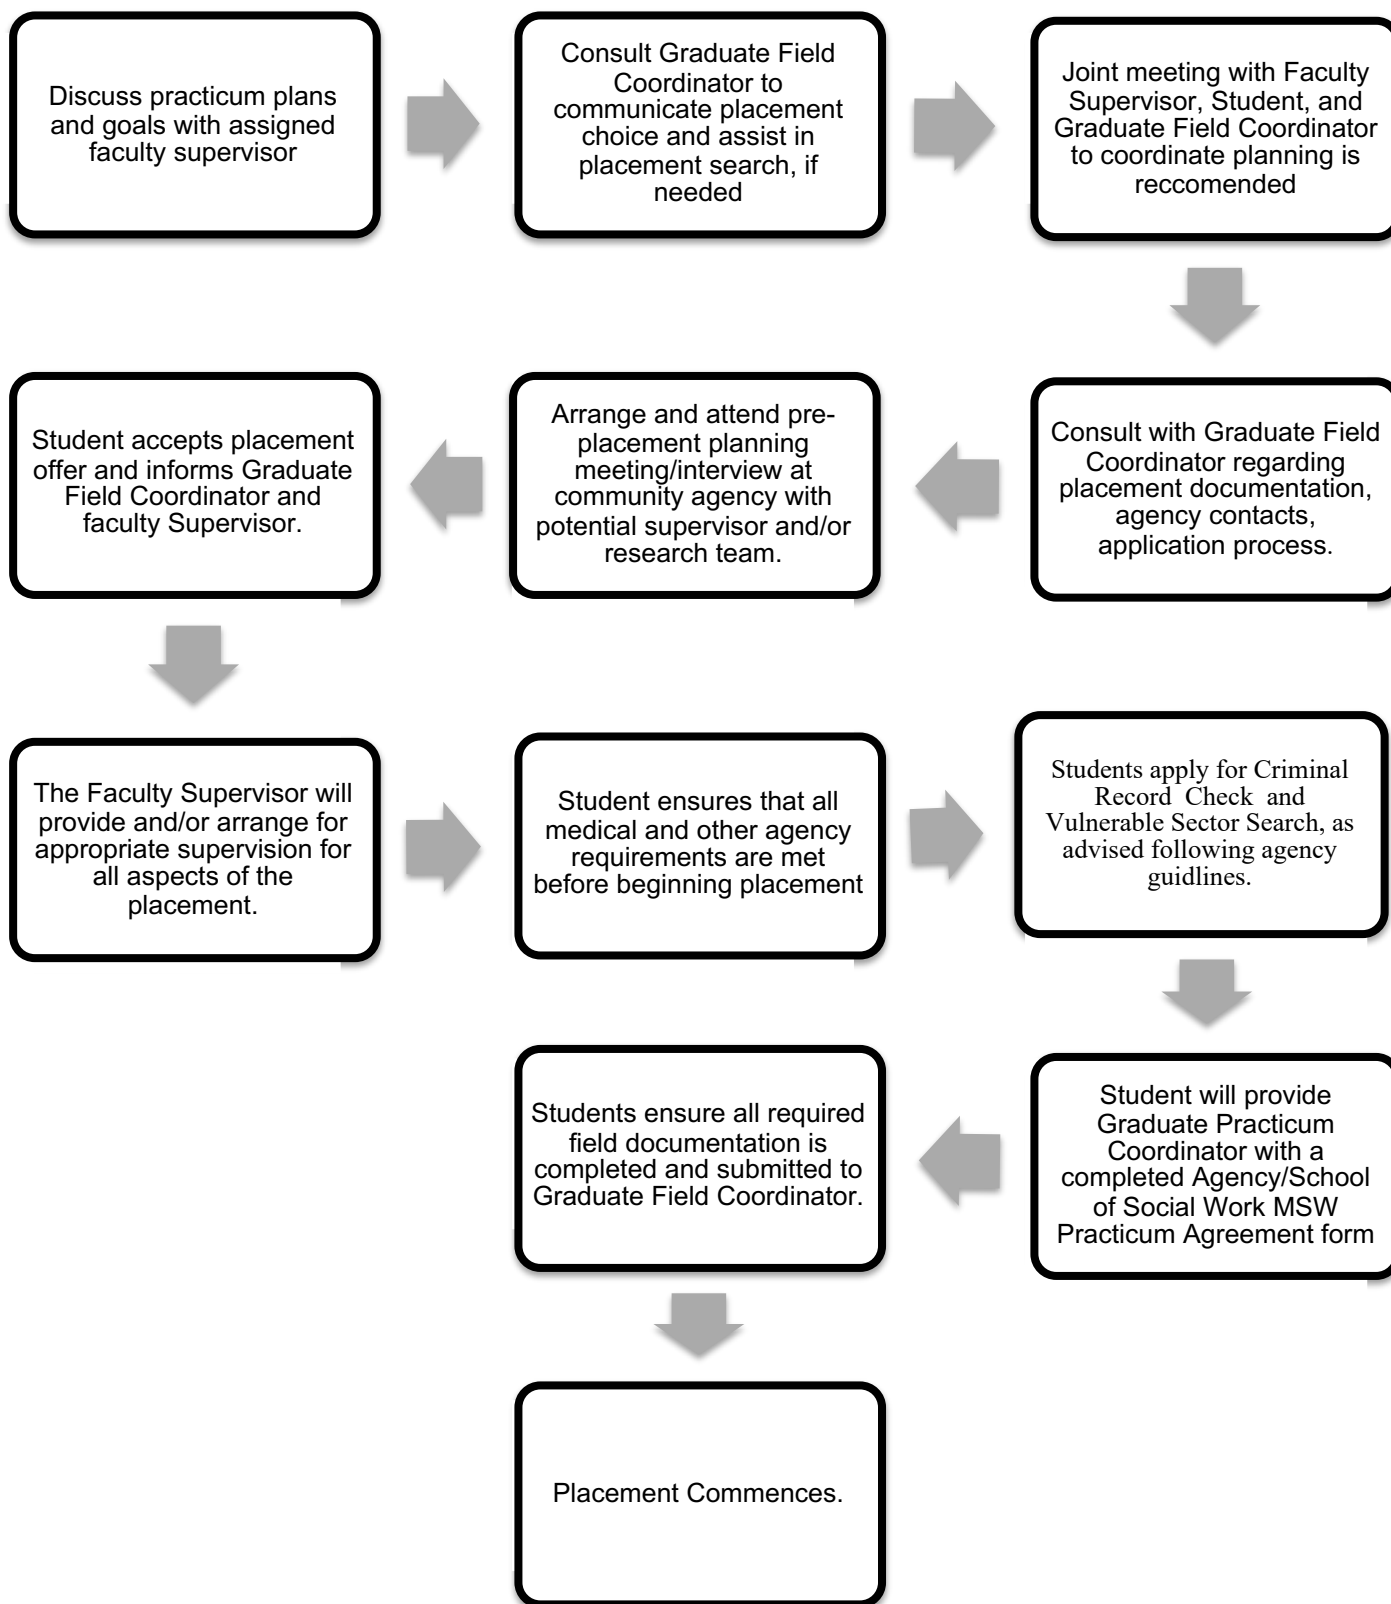 Discuss practicum plans
and goals with assigned
faculty supervisor
Consult Graduate Field
Coordinator to
communicate placement
choice and assist in
placement search, if
needed
Joint meeting with Faculty
Supervisor, Student, and
Graduate Field Coordinator
to coordinate planning is
reccomended
Consult with Graduate Field
Coordinator regarding
placement documentation,
agency contacts,
application process.
Arrange and attend pre-
placement planning
meeting/interview at
community agency with
potential supervisor and/or
research team.
Student accepts placement
offer and informs Graduate
Field Coordinator and
faculty Supervisor.
The Faculty Supervisor will
provide and/or arrange for
appropriate supervision for
all aspects of the
placement.
Student ensures that all
medical and other agency
requirements are met
before beginning placement
Students apply for Criminal
Record Check and
Vulnerable Sector Search, as
advised following agency
guidlines.
Student will provide
Graduate Practicum
Coordinator with a
completed Agency/School
of Social Work MSW
Practicum Agreement form
Students ensure all required
field documentation is
completed and submitted to
Graduate Field Coordinator.
Placement Commences.